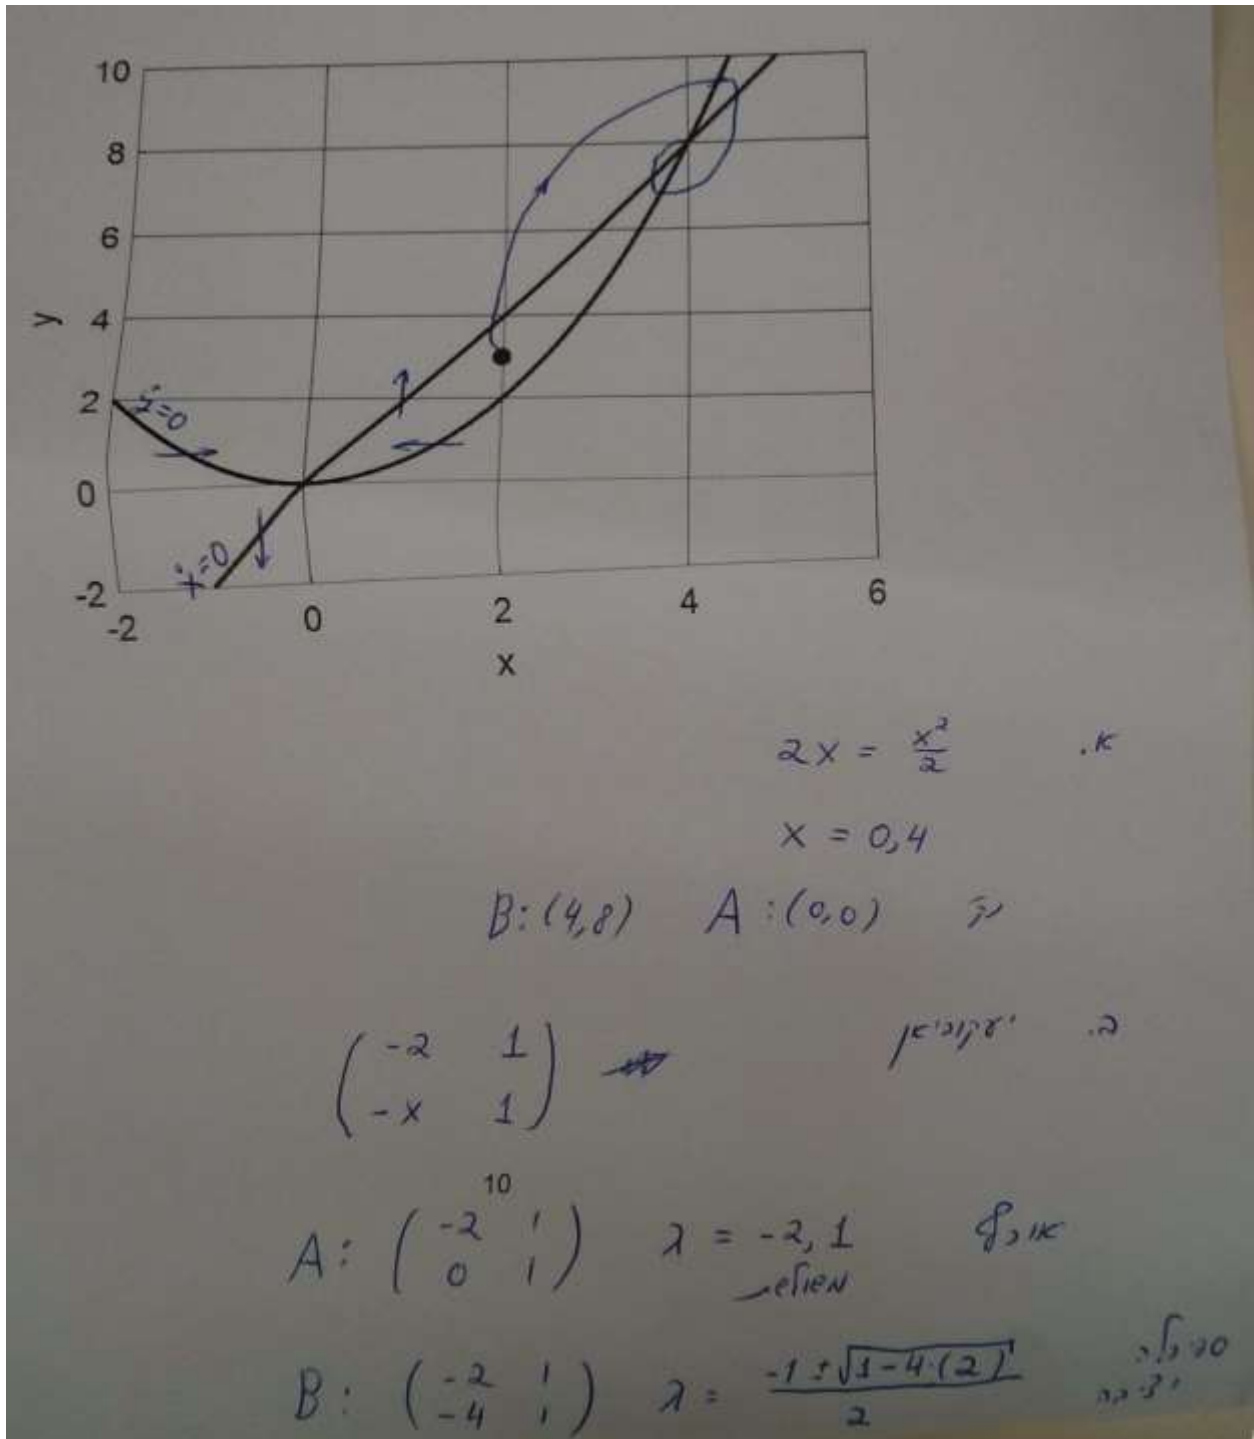 10
8
6
y
4
2
0
-2
ẏ=0
ẋ=0
-2 0 2 4 6
x
א. 2x = x²/2
x = 0,4
A:(0,0) B:(4,8)
ב. יעקוביאן
( -2 1 )
( -x 1 )
10
A: ( -2 1 ) λ = -2, 1 אוכף
( 0 1 )
B: ( -2 1 ) λ = (-1 ± √(1-4·(2)))/2 ספירלה
( -4 1 ) יציבה